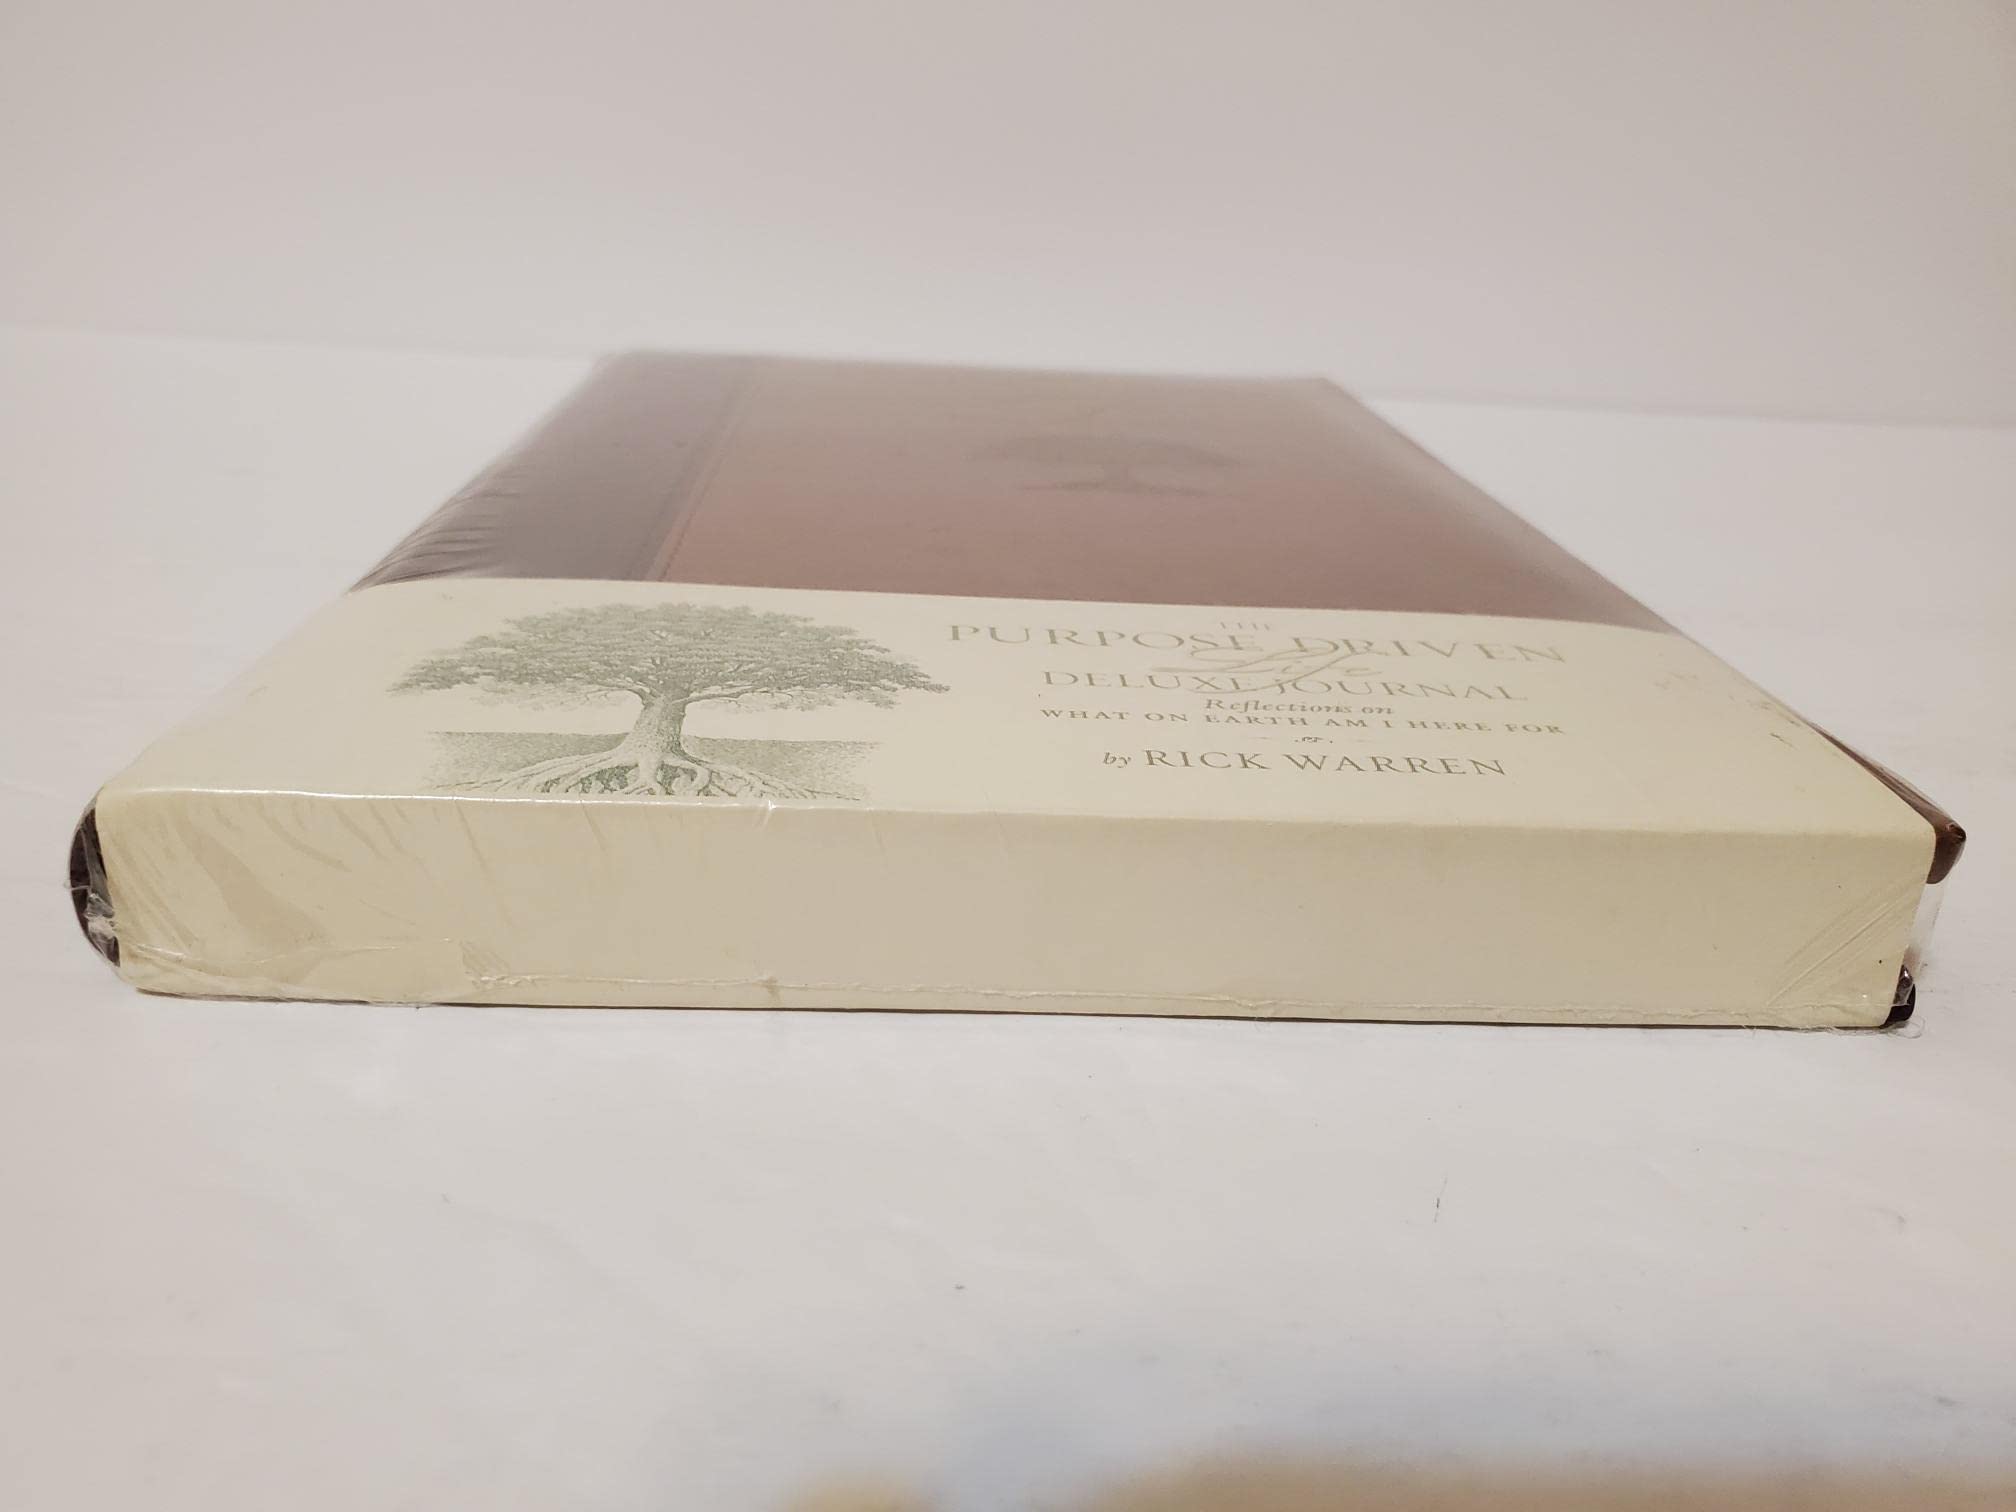 THE
PURPOSE DRIVEN
Life
DELUXE JOURNAL
Reflections on
WHAT ON EARTH AM I HERE FOR
by RICK WARREN